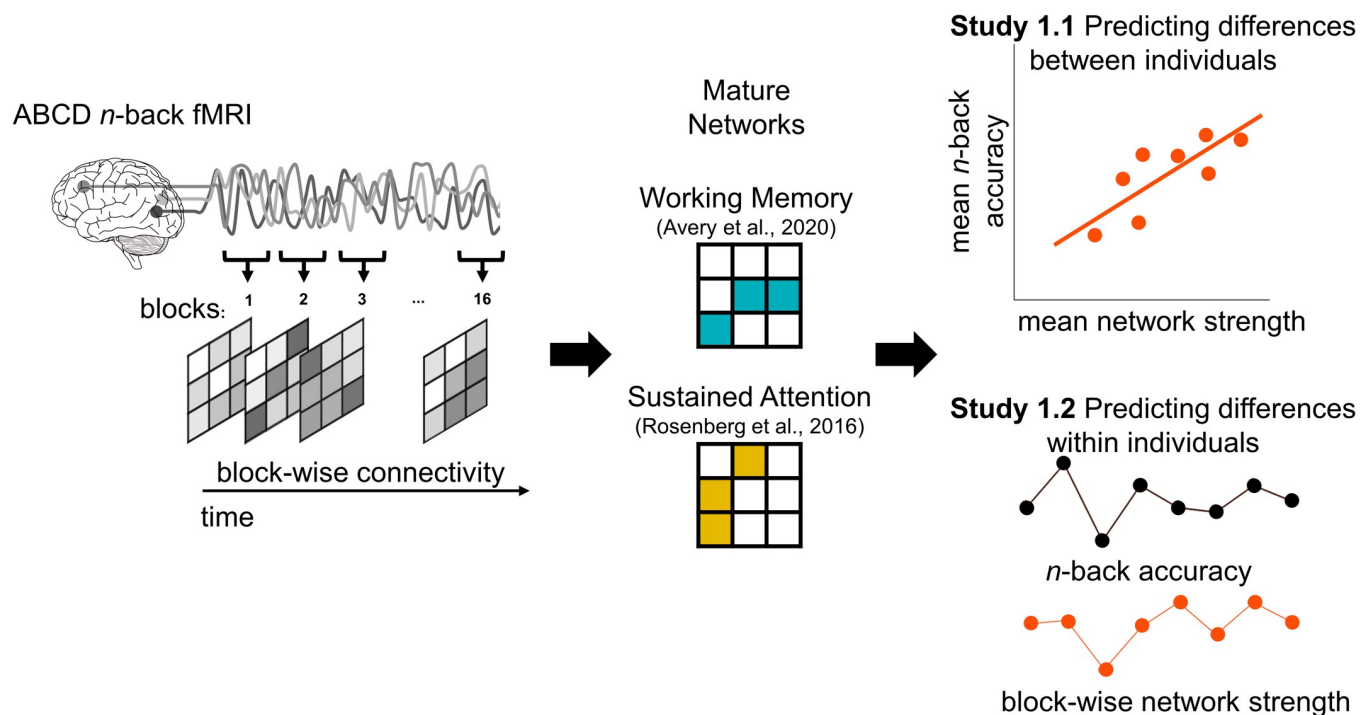 ABCD n-back fMRI
blocks:
1 2 3 ... 16
block-wise connectivity
time
Mature
Networks
Working Memory
(Avery et al., 2020)
Sustained Attention
(Rosenberg et al., 2016)
Study 1.1 Predicting differences
between individuals
mean n-back
accuracy
mean network strength
Study 1.2 Predicting differences
within individuals
n-back accuracy
block-wise network strength